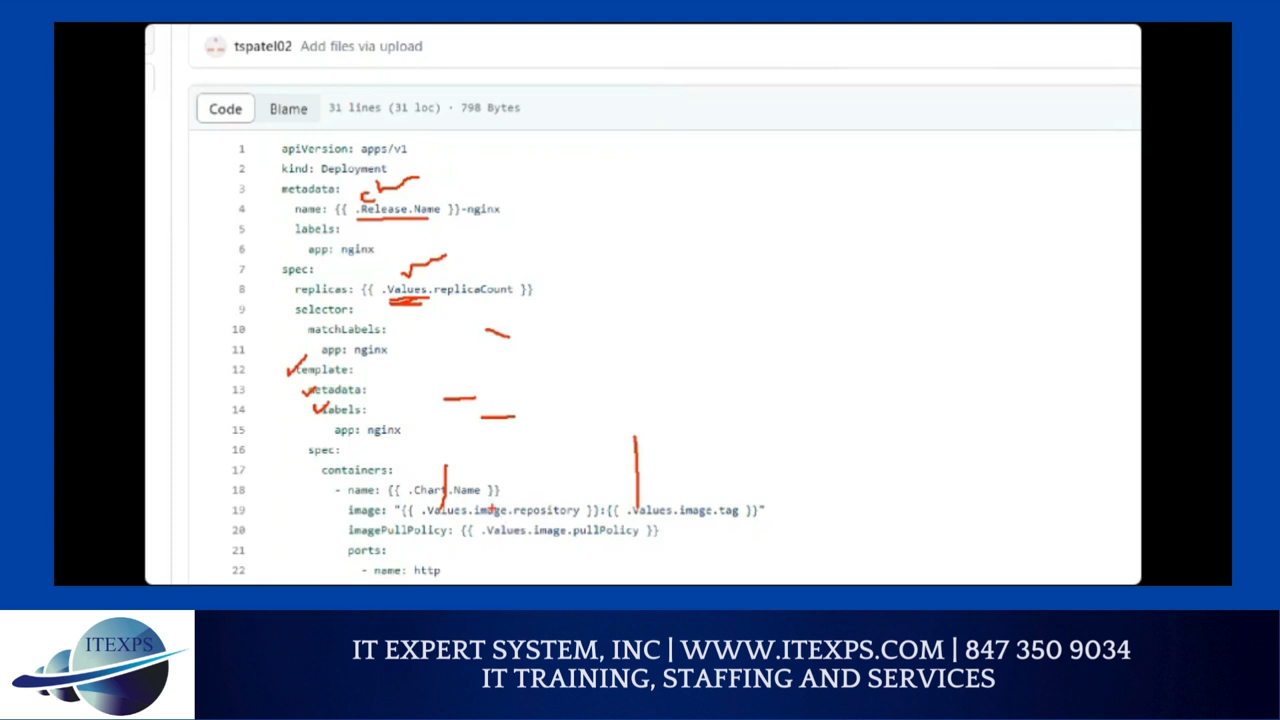 tspatel02 Add files via upload
Code Blame 31 lines (31 loc) · 798 Bytes
1 apiVersion: apps/v1
2 kind: Deployment
3 metadata:
4 name: {{ .Release.Name }}-nginx
5 labels:
6 app: nginx
7 spec:
8 replicas: {{ .Values.replicaCount }}
9 selector:
10 matchLabels:
11 app: nginx
12 template:
13 metadata:
14 labels:
15 app: nginx
16 spec:
17 containers:
18 - name: {{ .Chart.Name }}
19 image: "{{ .Values.image.repository }}:{{ .Values.image.tag }}"
20 imagePullPolicy: {{ .Values.image.pullPolicy }}
21 ports:
22 - name: http
ITEXPS
IT EXPERT SYSTEM, INC | WWW.ITEXPS.COM | 847 350 9034
IT TRAINING, STAFFING AND SERVICES